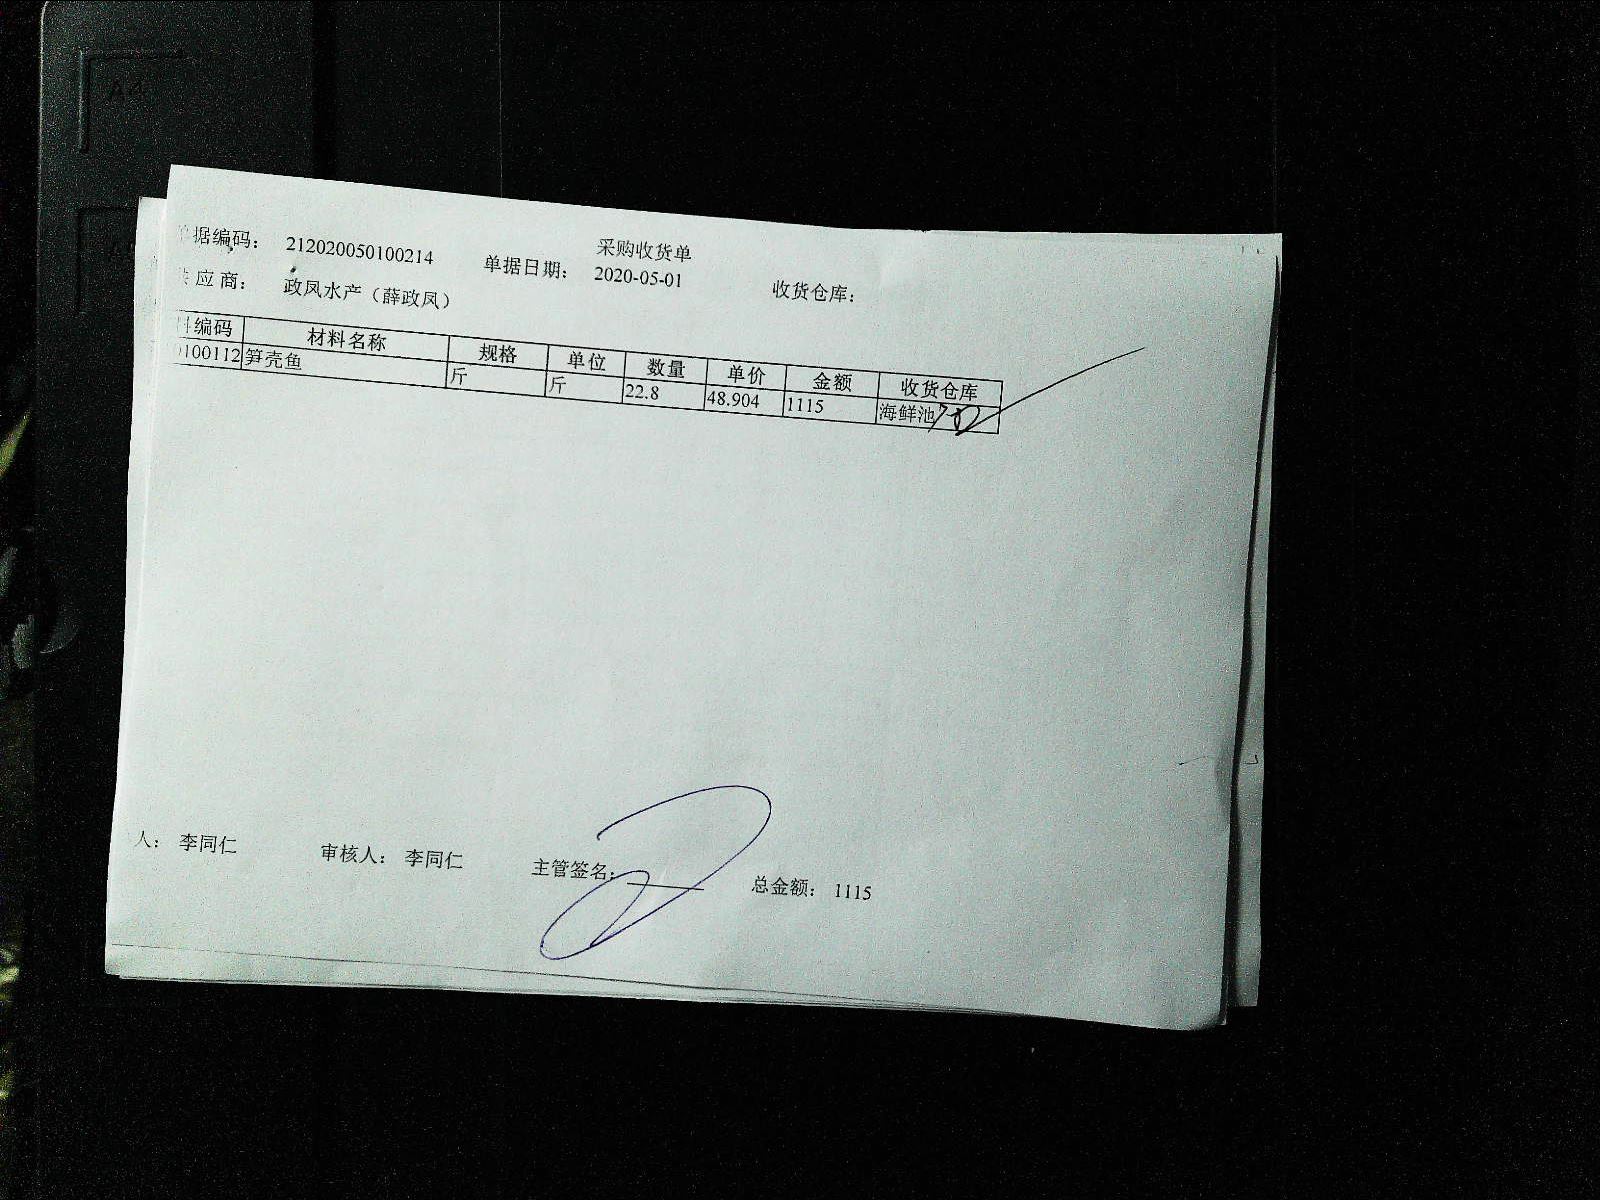 采购收货单
据编码： 212020050100214 单据日期： 2020-05-01 收货仓库：
应商： 政凤水产（薛政凤）
编码 材料名称 规格 单位 数量 单价 金额 收货仓库
0100112 笋壳鱼 斤 斤 22.8 48.904 1115 海鲜池
人： 李同仁 审核人： 李同仁 主管签名： 总金额： 1115